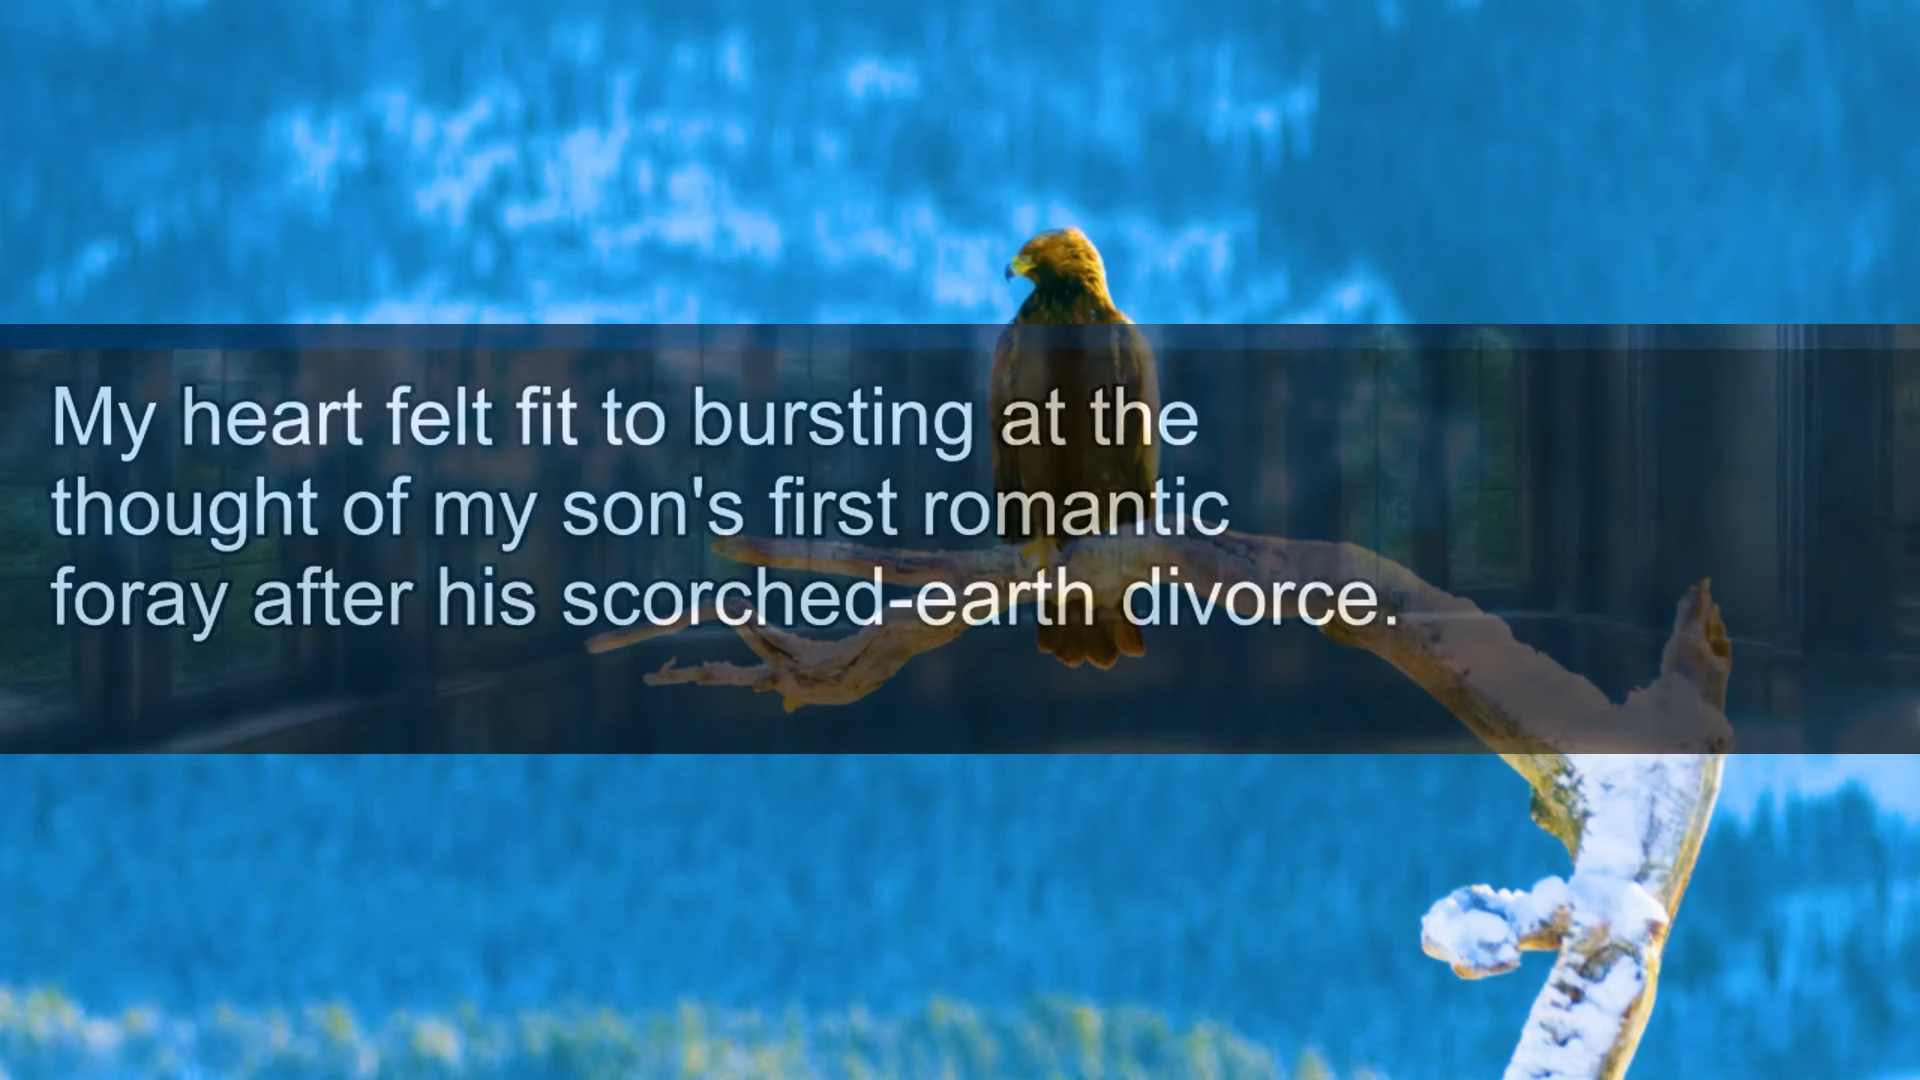 My heart felt fit to bursting at the
thought of my son's first romantic
foray after his scorched-earth divorce.